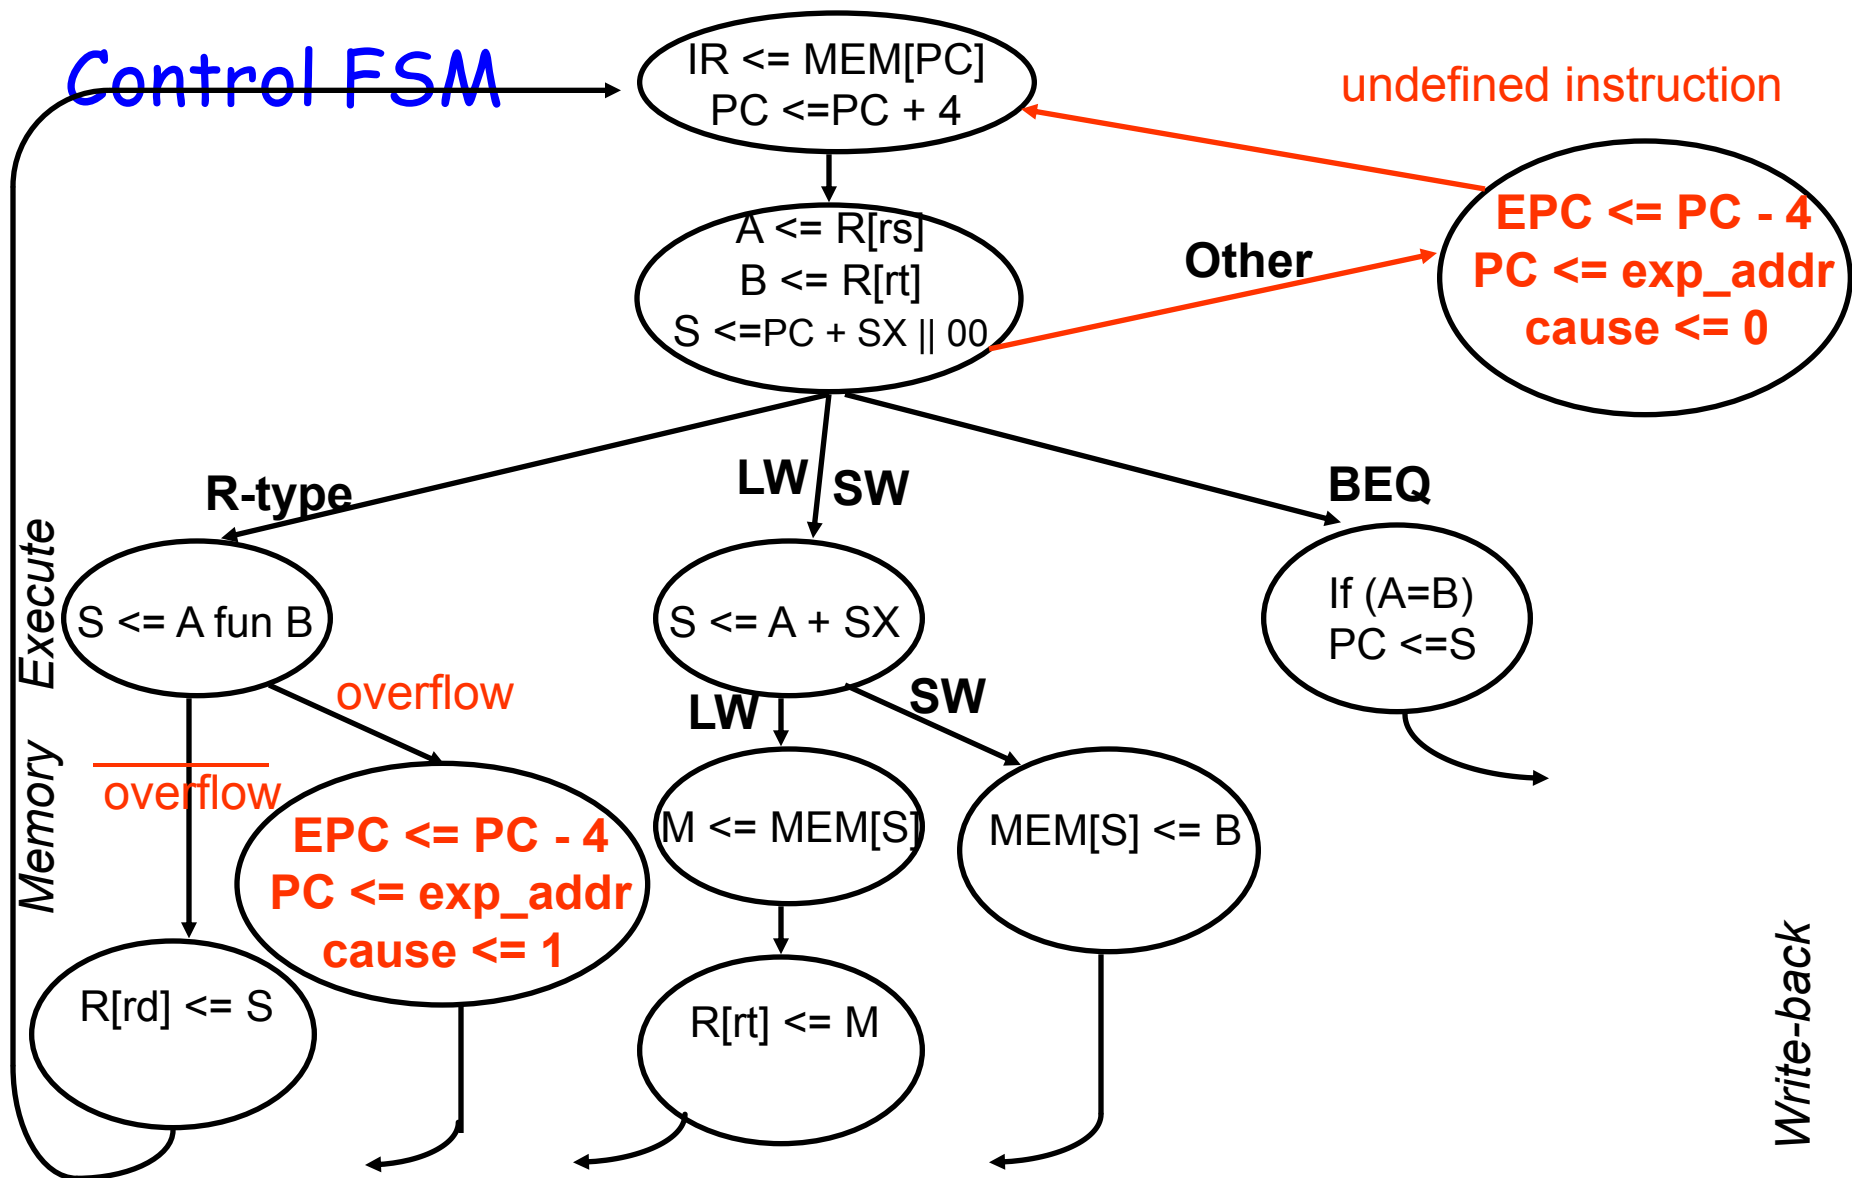 Control FSM
IR <= MEM[PC]
PC <=PC + 4
undefined instruction
A <= R[rs]
B <= R[rt]
S <=PC + SX || 00
Other
EPC <= PC - 4
PC <= exp_addr
cause <= 0
R-type
LW
SW
BEQ
Execute
S <= A fun B
S <= A + SX
If (A=B)
PC <=S
overflow
LW
SW
Memory
overflow
EPC <= PC - 4
PC <= exp_addr
cause <= 1
M <= MEM[S]
MEM[S] <= B
R[rd] <= S
R[rt] <= M
Write-back